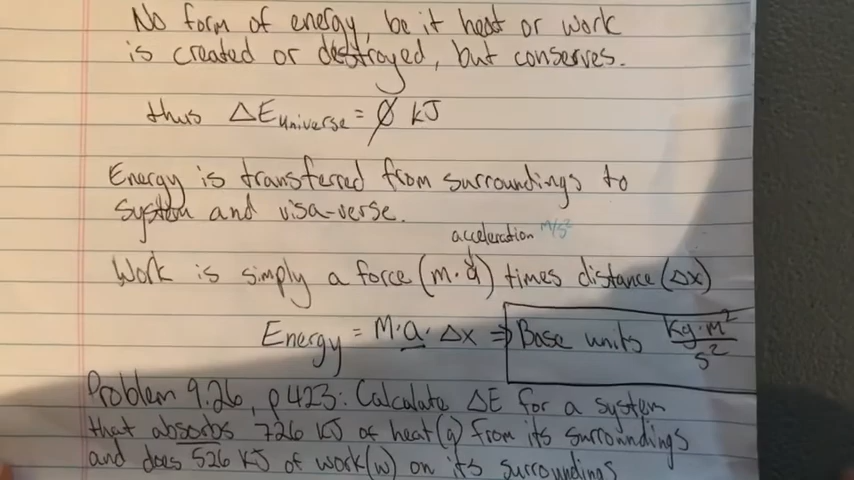 No form of energy, be it heat or work
is created or destroyed, but conserves.
thus ΔEuniverse = ∅ kJ
Energy is transferred from surroundings to
system and visa-verse.
acceleration m/s²
Work is simply a force (m·a) times distance (Δx)
Energy = m·a·Δx ⇒ Base units kg·m²/s²
Problem 9.26, p423: Calculate ΔE for a system
that absorbs 726 kJ of heat(q) from its surroundings
and does 526 kJ of work(w) on its surroundings